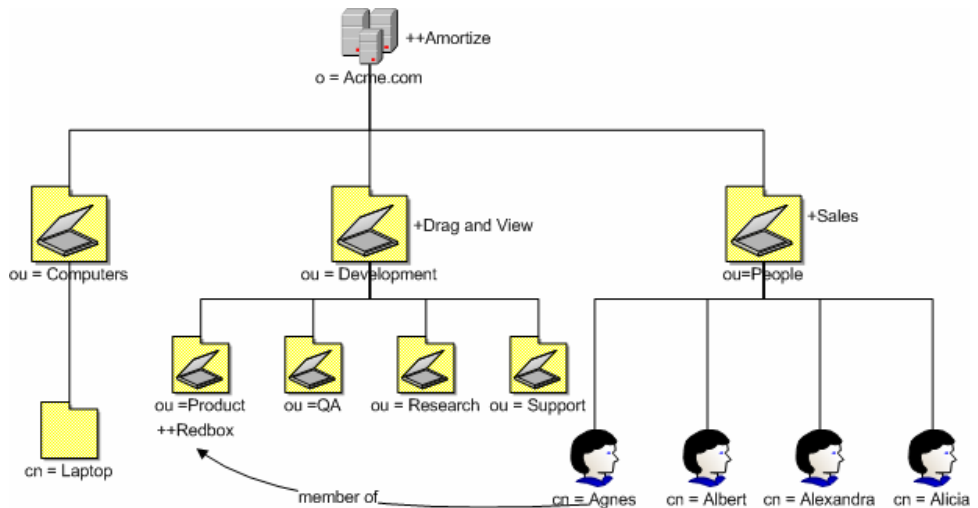 ++Amortize
o = Acme.com
+Drag and View
+Sales
ou = Computers
ou = Development
ou=People
ou =Product
ou =QA
ou = Research
ou = Support
++Redbox
cn = Laptop
member of
cn = Agnes
cn = Albert
cn = Alexandra
cn = Alicia